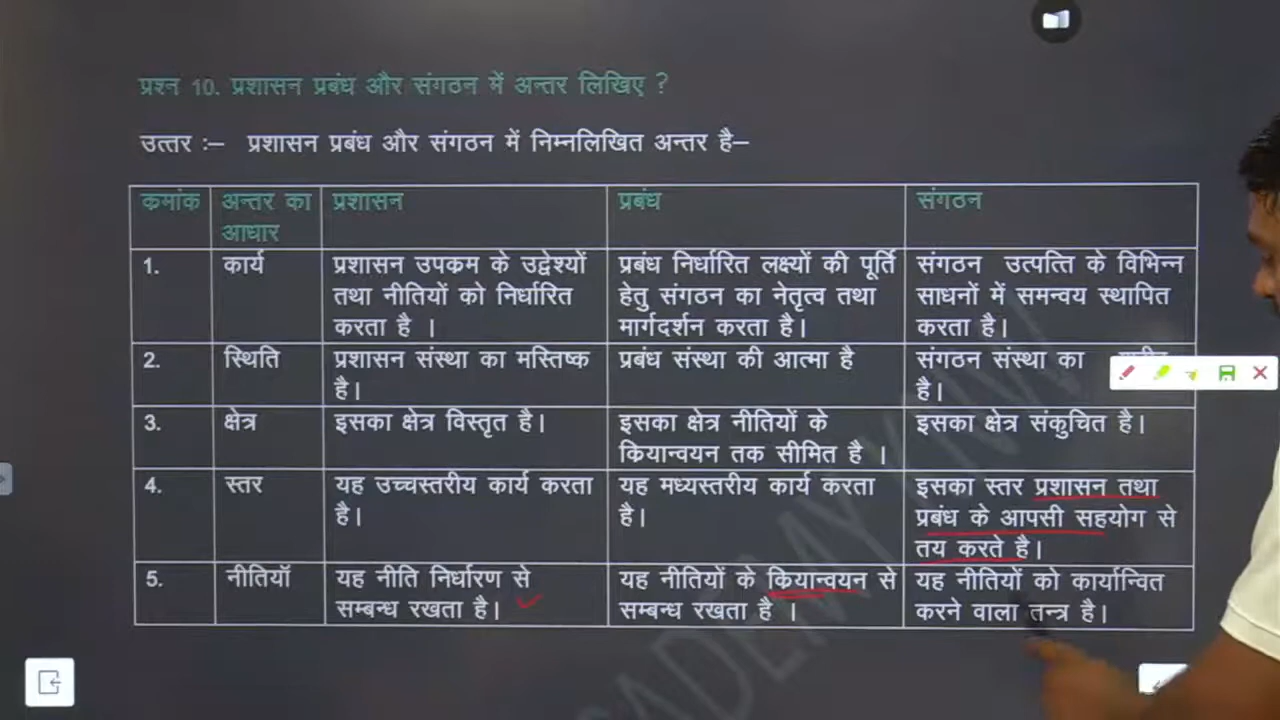 प्रश्न 10. प्रशासन प्रबंध और संगठन में अन्तर लिखिए ?
उत्तर :– प्रशासन प्रबंध और संगठन में निम्नलिखित अन्तर है–
कमांक अन्तर का आधार प्रशासन प्रबंध संगठन
1. कार्य
प्रशासन उपकम के उद्वेश्यों
तथा नीतियों को निर्धारित
करता है ।
प्रबंध निर्धारित लक्ष्यों की पूर्ति
हेतु संगठन का नेतृत्व तथा
मार्गदर्शन करता है।
संगठन उत्पत्ति के विभिन्न
साधनों में समन्वय स्थापित
करता है।
2. स्थिति
प्रशासन संस्था का मस्तिष्क
है।
प्रबंध संस्था की आत्मा है
संगठन संस्था का
है।
3. क्षेत्र
इसका क्षेत्र विस्तृत है।
इसका क्षेत्र नीतियों के
कियान्वयन तक सीमित है ।
इसका क्षेत्र संकुचित है।
4. स्तर
यह उच्चस्तरीय कार्य करता
है।
यह मध्यस्तरीय कार्य करता
है।
इसका स्तर प्रशासन तथा
प्रबंध के आपसी सहयोग से
तय करते है।
5. नीतियॉ
यह नीति निर्धारण से
सम्बन्ध रखता है।
यह नीतियों के कियान्वयन से
सम्बन्ध रखता है ।
यह नीतियों को कार्यान्वित
करने वाला तन्त्र है।